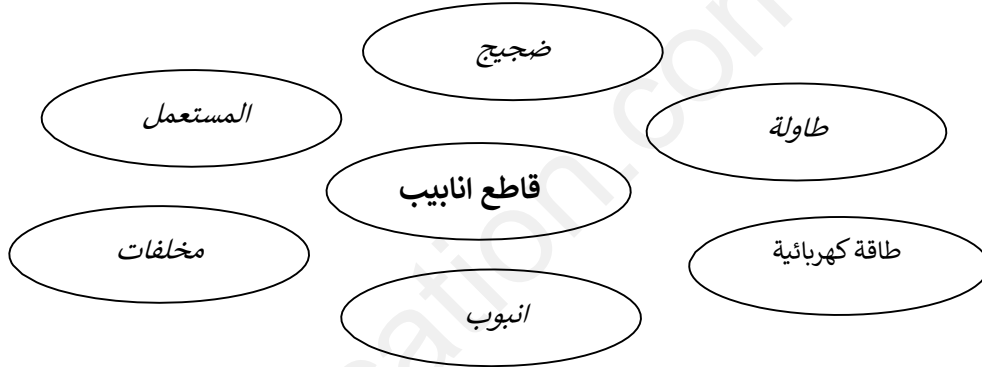 ضجيج
طاولة
المستعمل
قاطع انابيب
طاقة كهربائية
مخلفات
انبوب